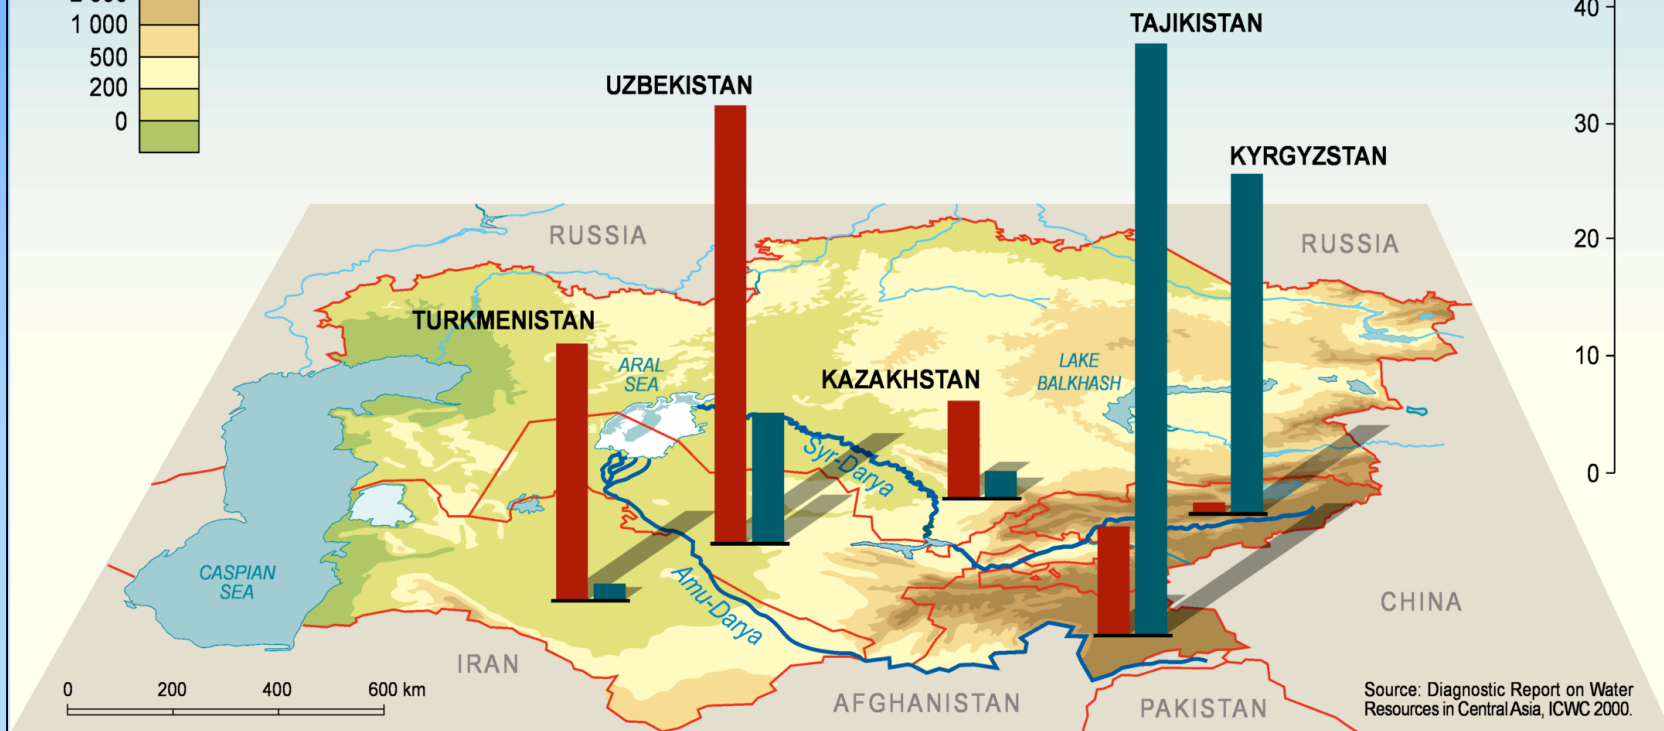 1 000
500
200
0
40
30
20
10
0
TAJIKISTAN
UZBEKISTAN
KYRGYZSTAN
RUSSIA
RUSSIA
TURKMENISTAN
ARAL
SEA
KAZAKHSTAN
LAKE
BALKHASH
Syr-Darya
CASPIAN
SEA
Amu-Darya
CHINA
IRAN
AFGHANISTAN
PAKISTAN
0 200 400 600 km
Source: Diagnostic Report on Water
Resources in Central Asia, ICWC 2000.